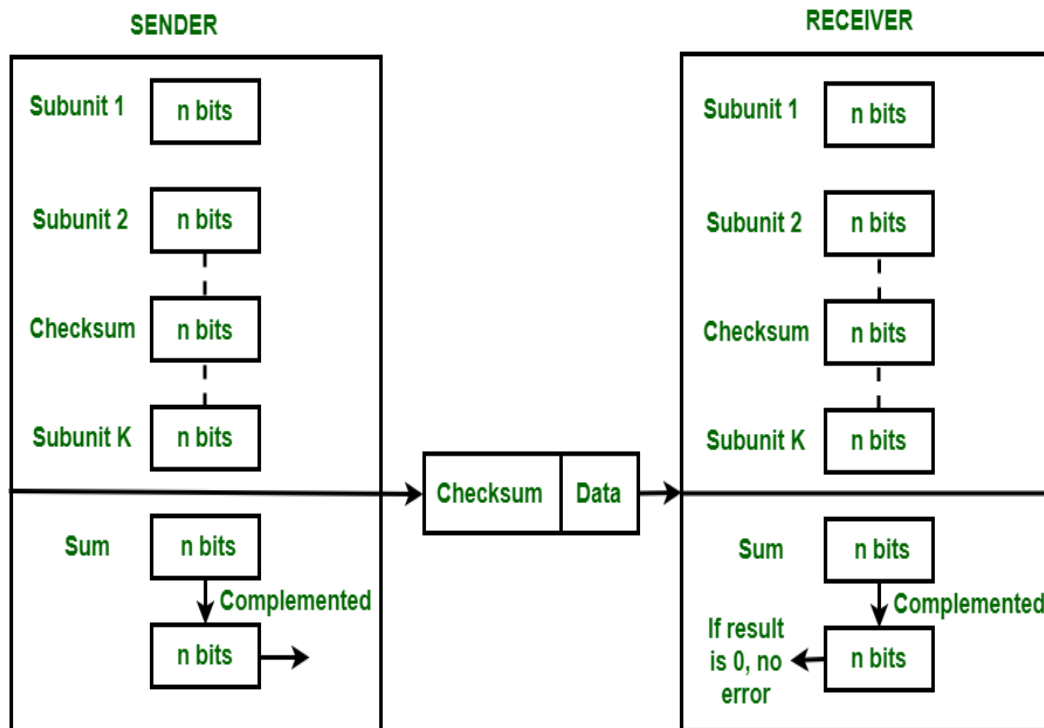 SENDER
Subunit 1 n bits
Subunit 2 n bits
Checksum n bits
Subunit K n bits
Sum n bits
Complemented
n bits
Checksum Data
RECEIVER
Subunit 1 n bits
Subunit 2 n bits
Checksum n bits
Subunit K n bits
Sum n bits
Complemented
If result
is 0, no
error
n bits